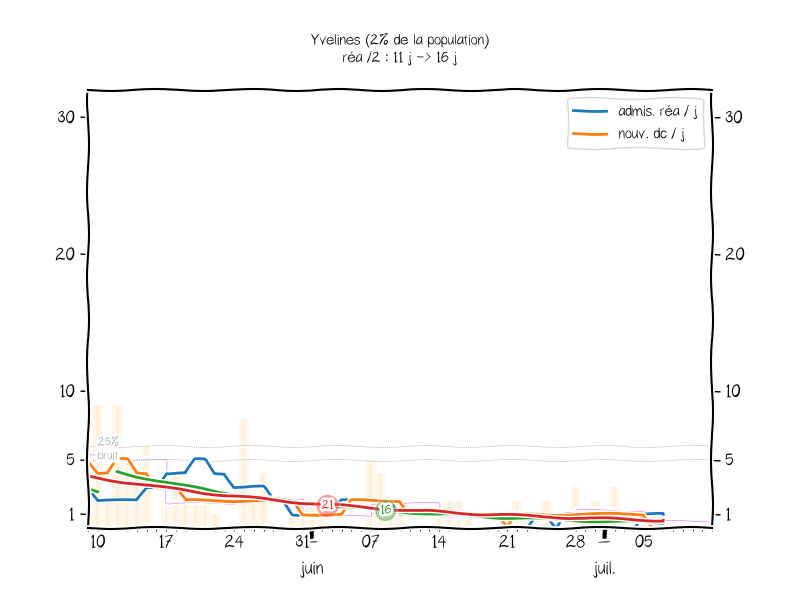 Yvelines (2% de la population)
réa /2 : 11 j -> 16 j
admis. réa / j
nouv. dc / j
30 30
20 20
10 10
25%
bruit
5 5
21
16
1 1
10 17 24 31 07 14 21 28 05
juin juil.